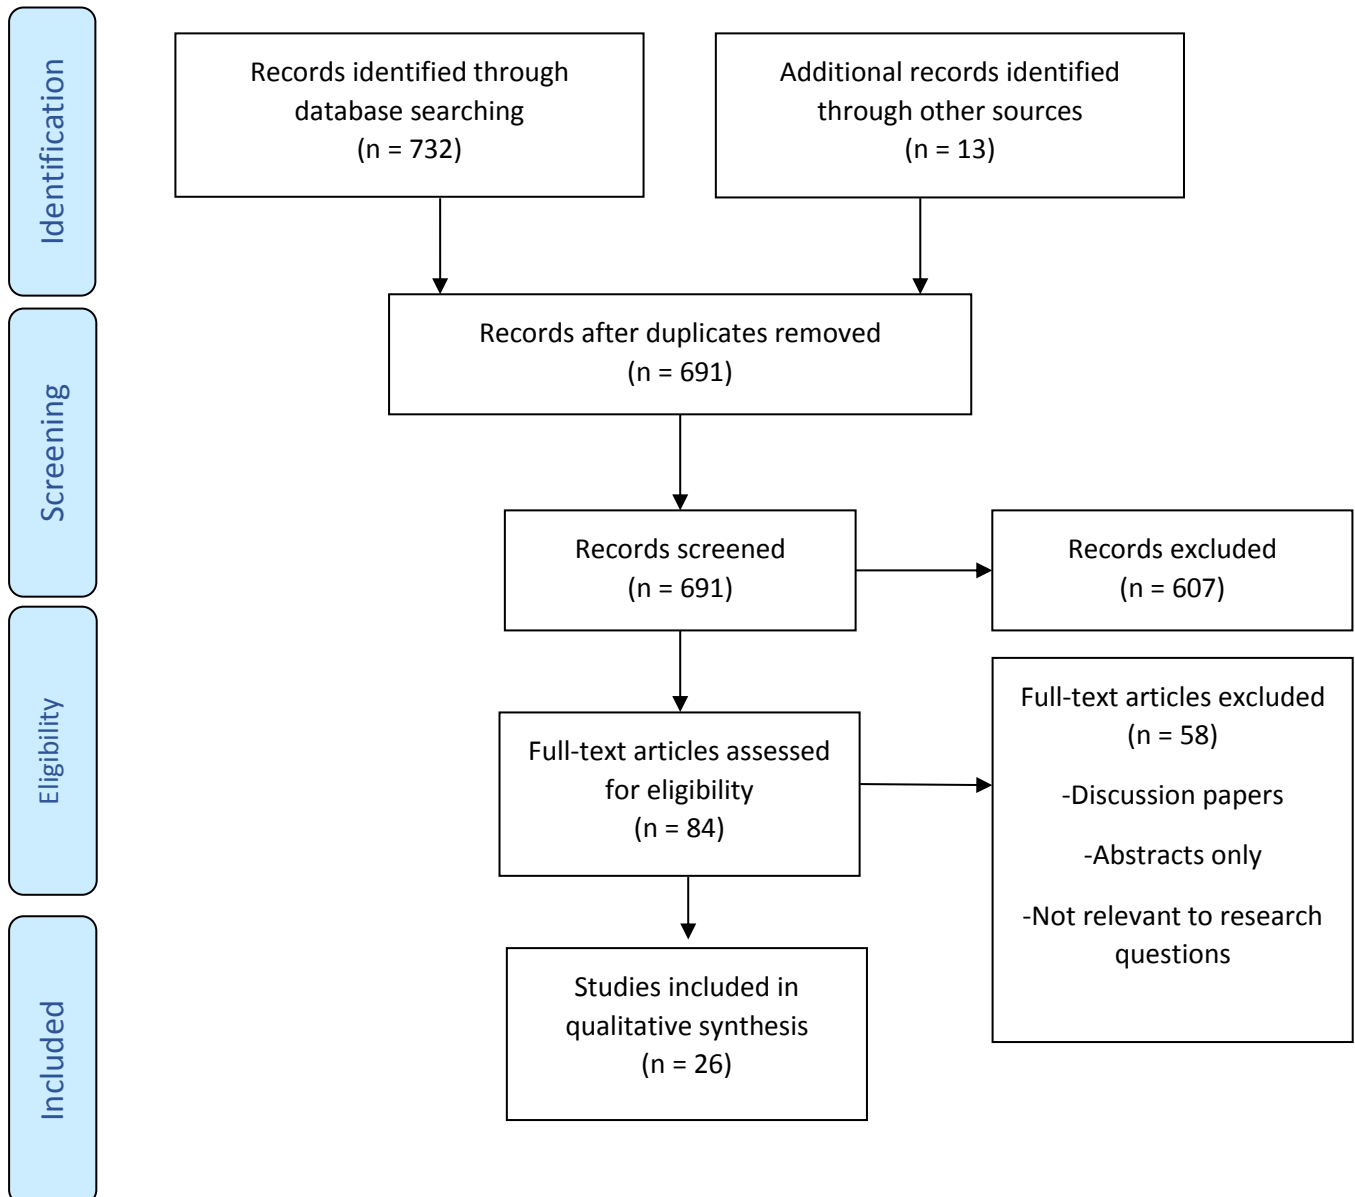 Identification
Records identified through
database searching
(n = 732)
Additional records identified
through other sources
(n = 13)
Screening
Records after duplicates removed
(n = 691)
Records screened
(n = 691)
Records excluded
(n = 607)
Eligibility
Full-text articles assessed
for eligibility
(n = 84)
Full-text articles excluded
(n = 58)
-Discussion papers
-Abstracts only
-Not relevant to research
questions
Included
Studies included in
qualitative synthesis
(n = 26)